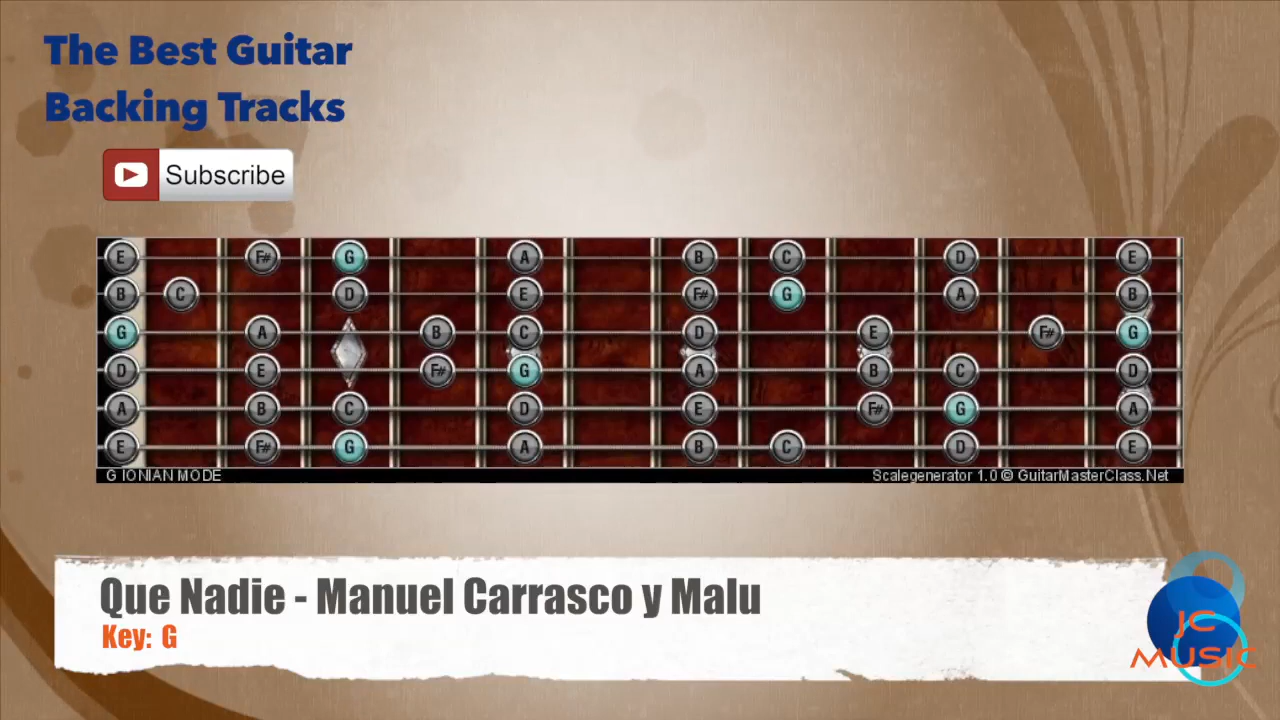 The Best Guitar
Backing Tracks
Subscribe
E F# G A B C D E
B C D E F# G A B
G A B C D E F# G
D E F# G A B C D
A B C D E F# G A
E F# G A B C D E
G IONIAN MODE Scalegenerator 1.0 © GuitarMasterClass.Net
Que Nadie - Manuel Carrasco y Malu
Key: G
JC
MUSIC